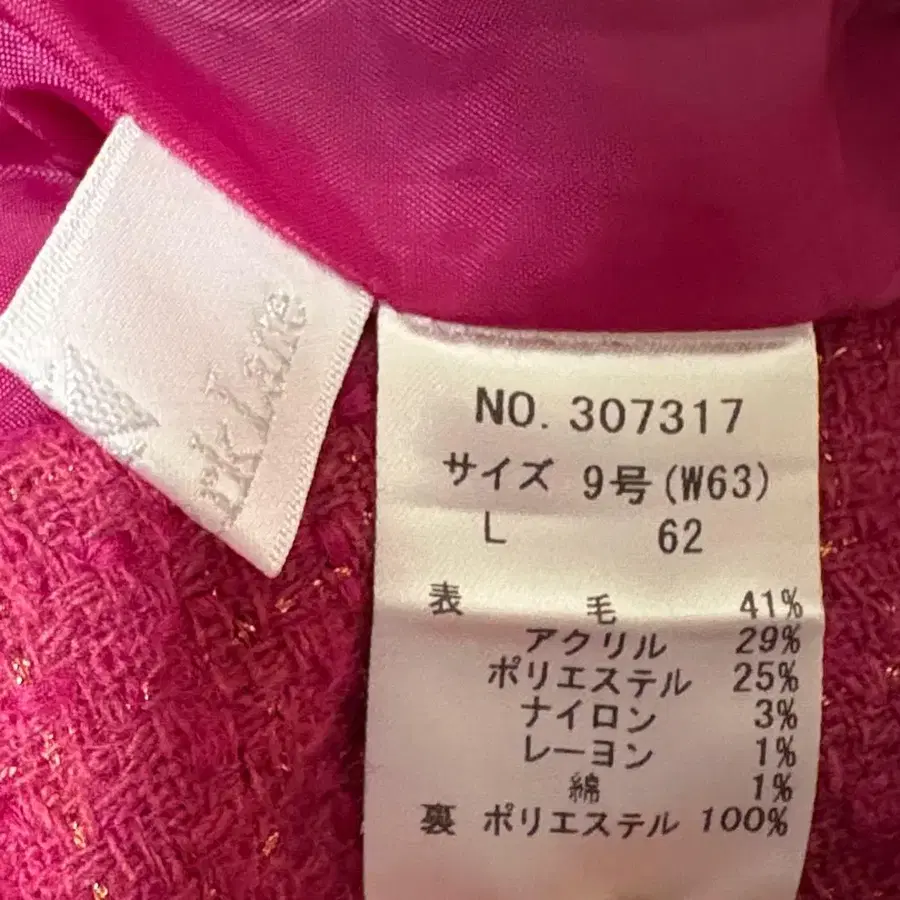 Lane
NO. 307317
サイズ 9号(W63)
L 62
表 毛 41%
アクリル 29%
ポリエステル 25%
ナイロン 3%
レーヨン 1%
綿 1%
裏 ポリエステル 100%